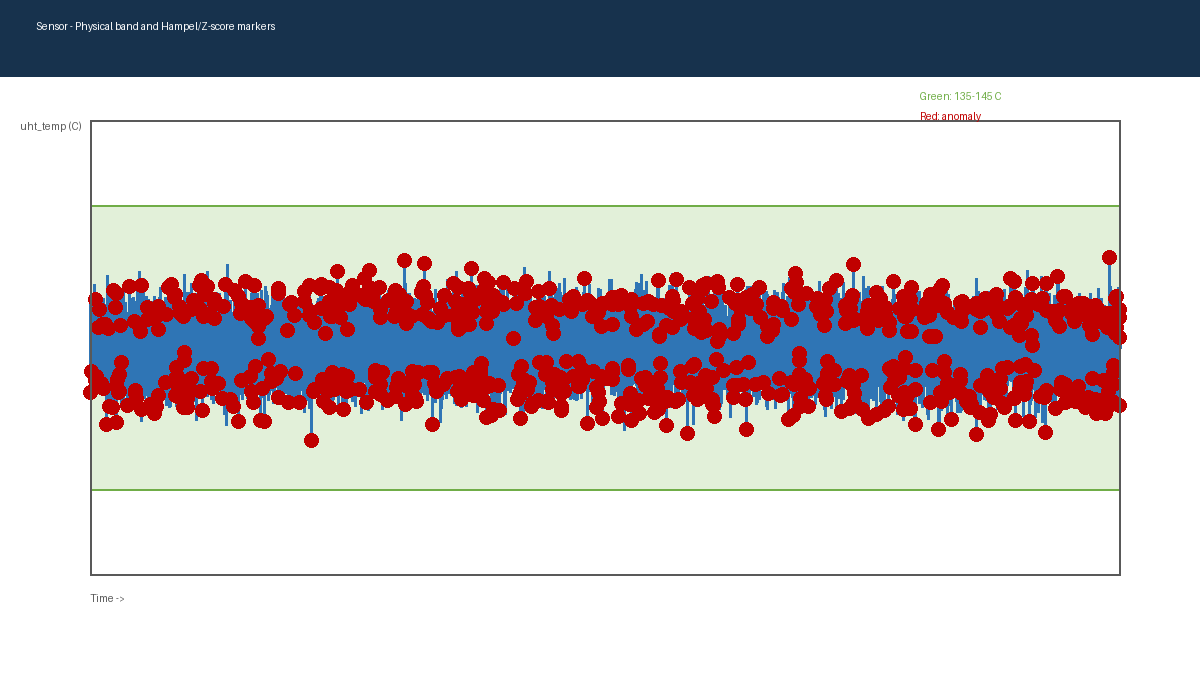 Sensor - Physical band and Hampel/Z-score markers
Green: 135-145 C
Red: anomaly
uht_temp (C)
Time ->